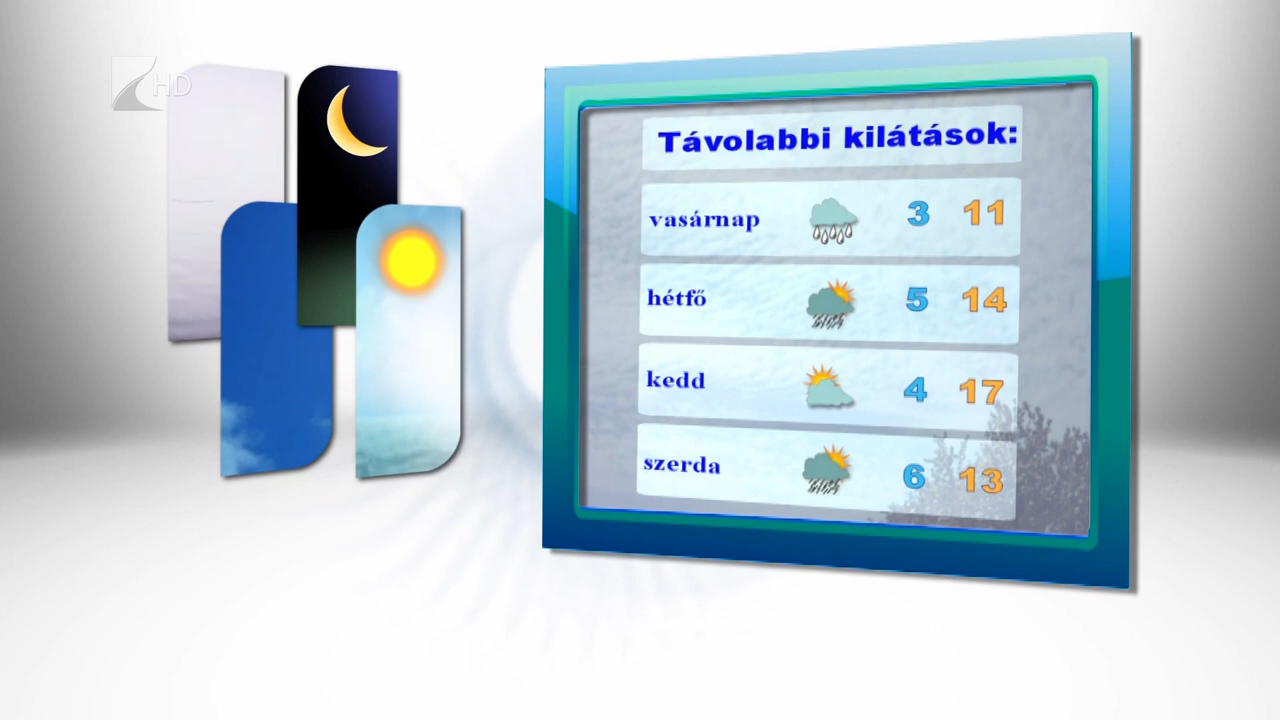 HD
Távolabbi kilátások:
vasárnap 3 11
hétfő 5 14
kedd 4 17
szerda 6 13